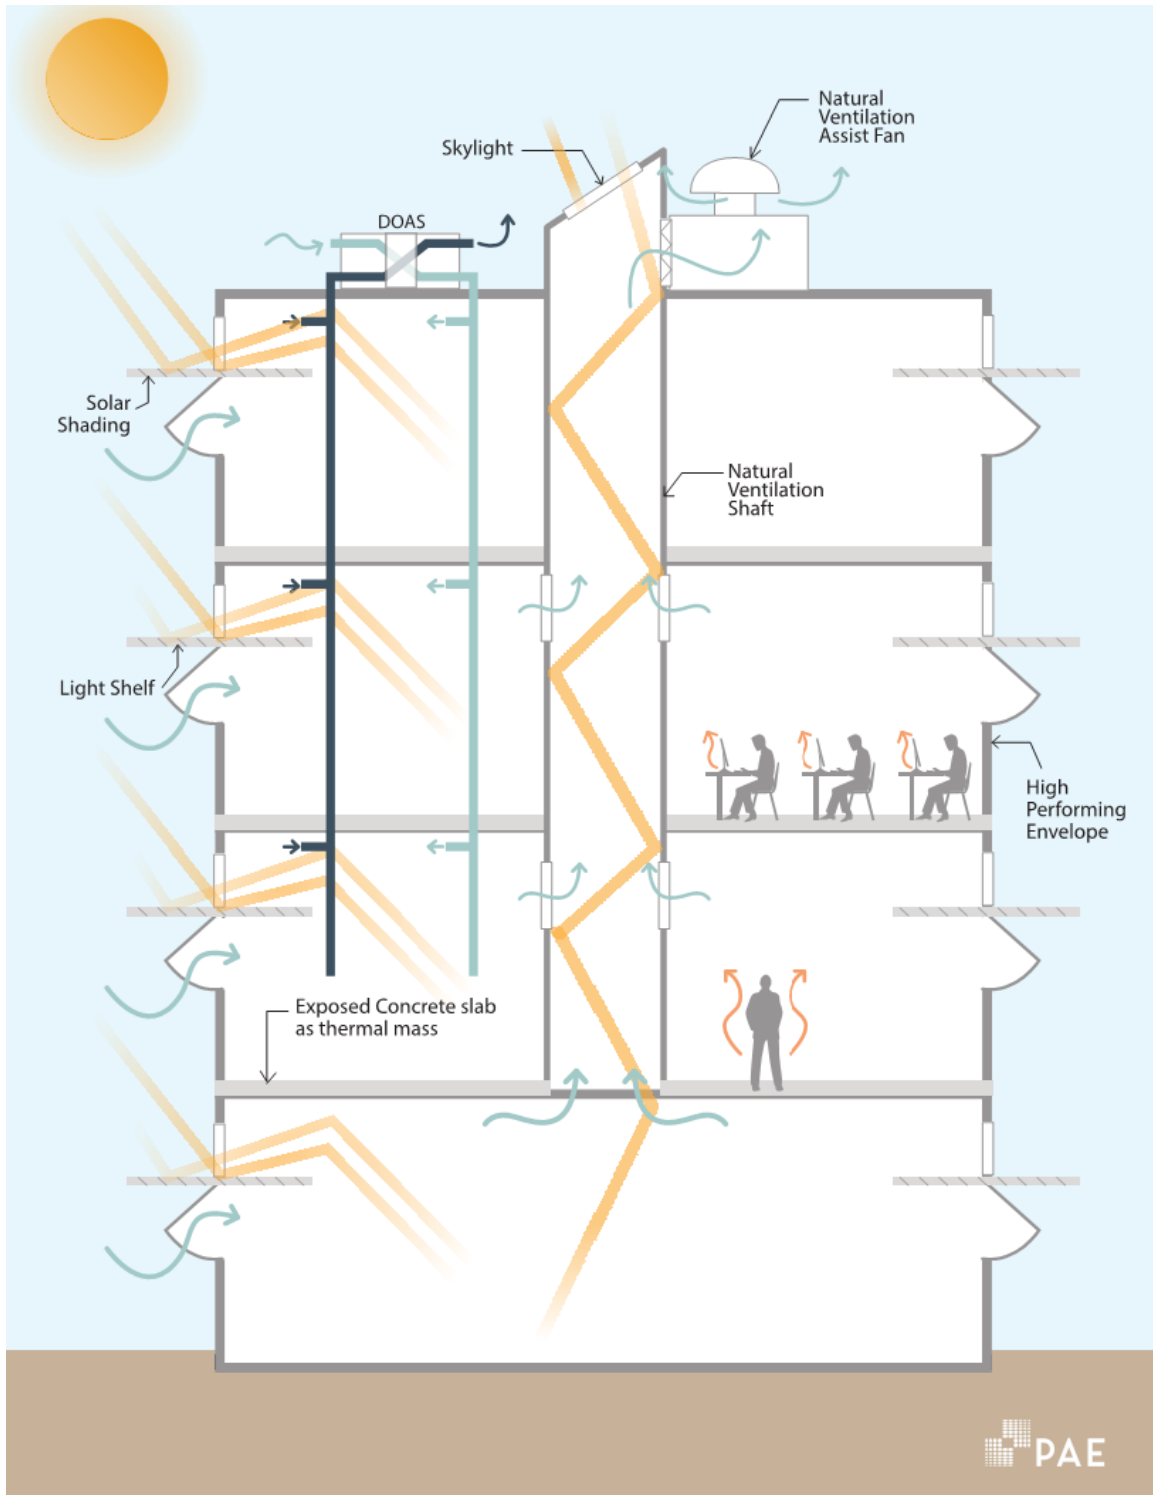 Natural
Ventilation
Assist Fan
Skylight
DOAS
Solar
Shading
Natural
Ventilation
Shaft
Light Shelf
High
Performing
Envelope
Exposed Concrete slab
as thermal mass
PAE